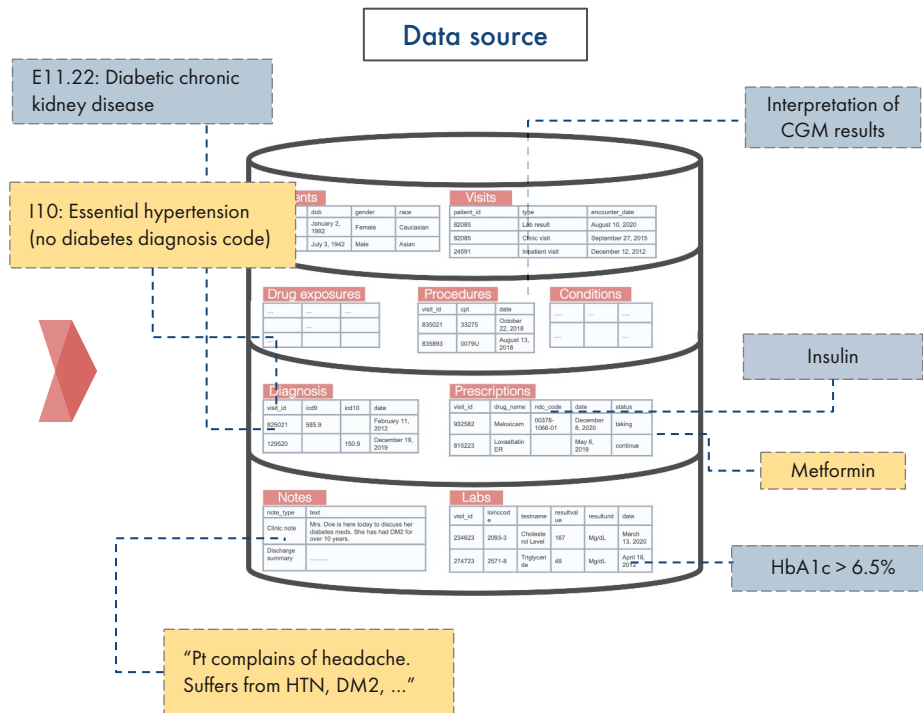 Data source
E11.22: Diabetic chronic
kidney disease
Interpretation of
CGM results
I10: Essential hypertension
(no diabetes diagnosis code)
ents
dob gender race
January 2, 1992 Female Caucasian
July 3, 1942 Male Asian
Visits
paitent_id type encounter_date
82085 Lab result August 10, 2020
82085 Clinic visit September 27, 2015
24591 Inpatient visit December 12, 2012
Drug exposures
... ... ...
...
...
Procedures
visit_id cpt date
835021 33275 October 22, 2018
835893 0079U August 13, 2018
Conditions
.... ... .....
.... ...
Insulin
Diagnosis
visit_id icd9 icd10 date
825021 585.9 February 11, 2012
129520 150.9 December 19, 2019
Prescriptions
visit_id drug_name ndc_code date status
932582 Meloxicam 00378-1066-01 December 8, 2020 taking
815223 Lovasttatin ER May 6, 2019 continue
Metformin
Notes
note_type text
Clinic note Mrs. Doe is here today to discuss her
diabetes meds. She has had DM2 for
over 10 years.
Discharge summary .........
Labs
visit_id loinccode testname resultvalue resultunit date
234623 2093-3 Cholesterol Level 167 Mg/dL March 13, 2020
274723 2571-8 Triglyceride 48 Mg/dL April 16, 2012
HbA1c > 6.5%
“Pt complains of headache.
Suffers from HTN, DM2, ...”